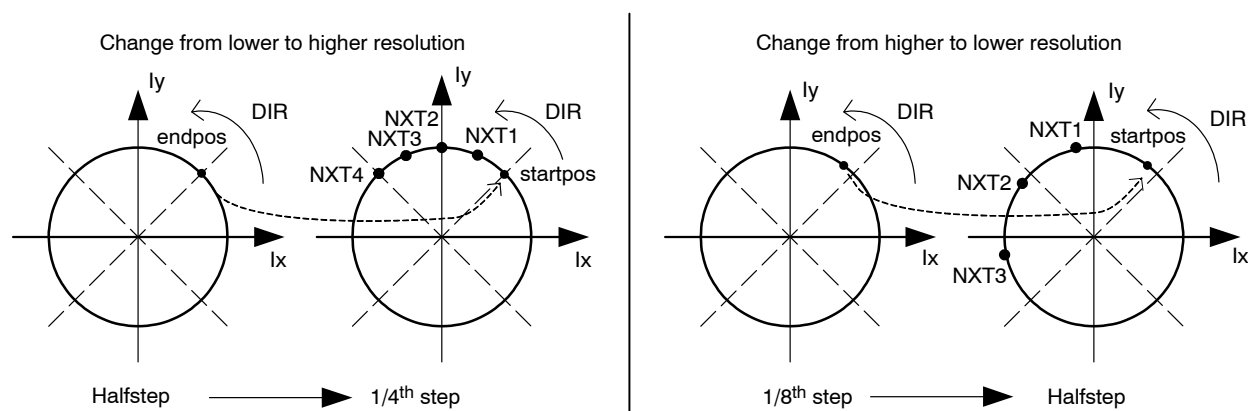 Change from lower to higher resolution
Iy
DIR
endpos
Ix
Iy
DIR
NXT2
NXT3
NXT1
NXT4
startpos
Ix
Halfstep
1/4th step
Change from higher to lower resolution
Iy
DIR
endpos
Ix
Iy
DIR
NXT1
startpos
NXT2
NXT3
Ix
1/8th step
Halfstep